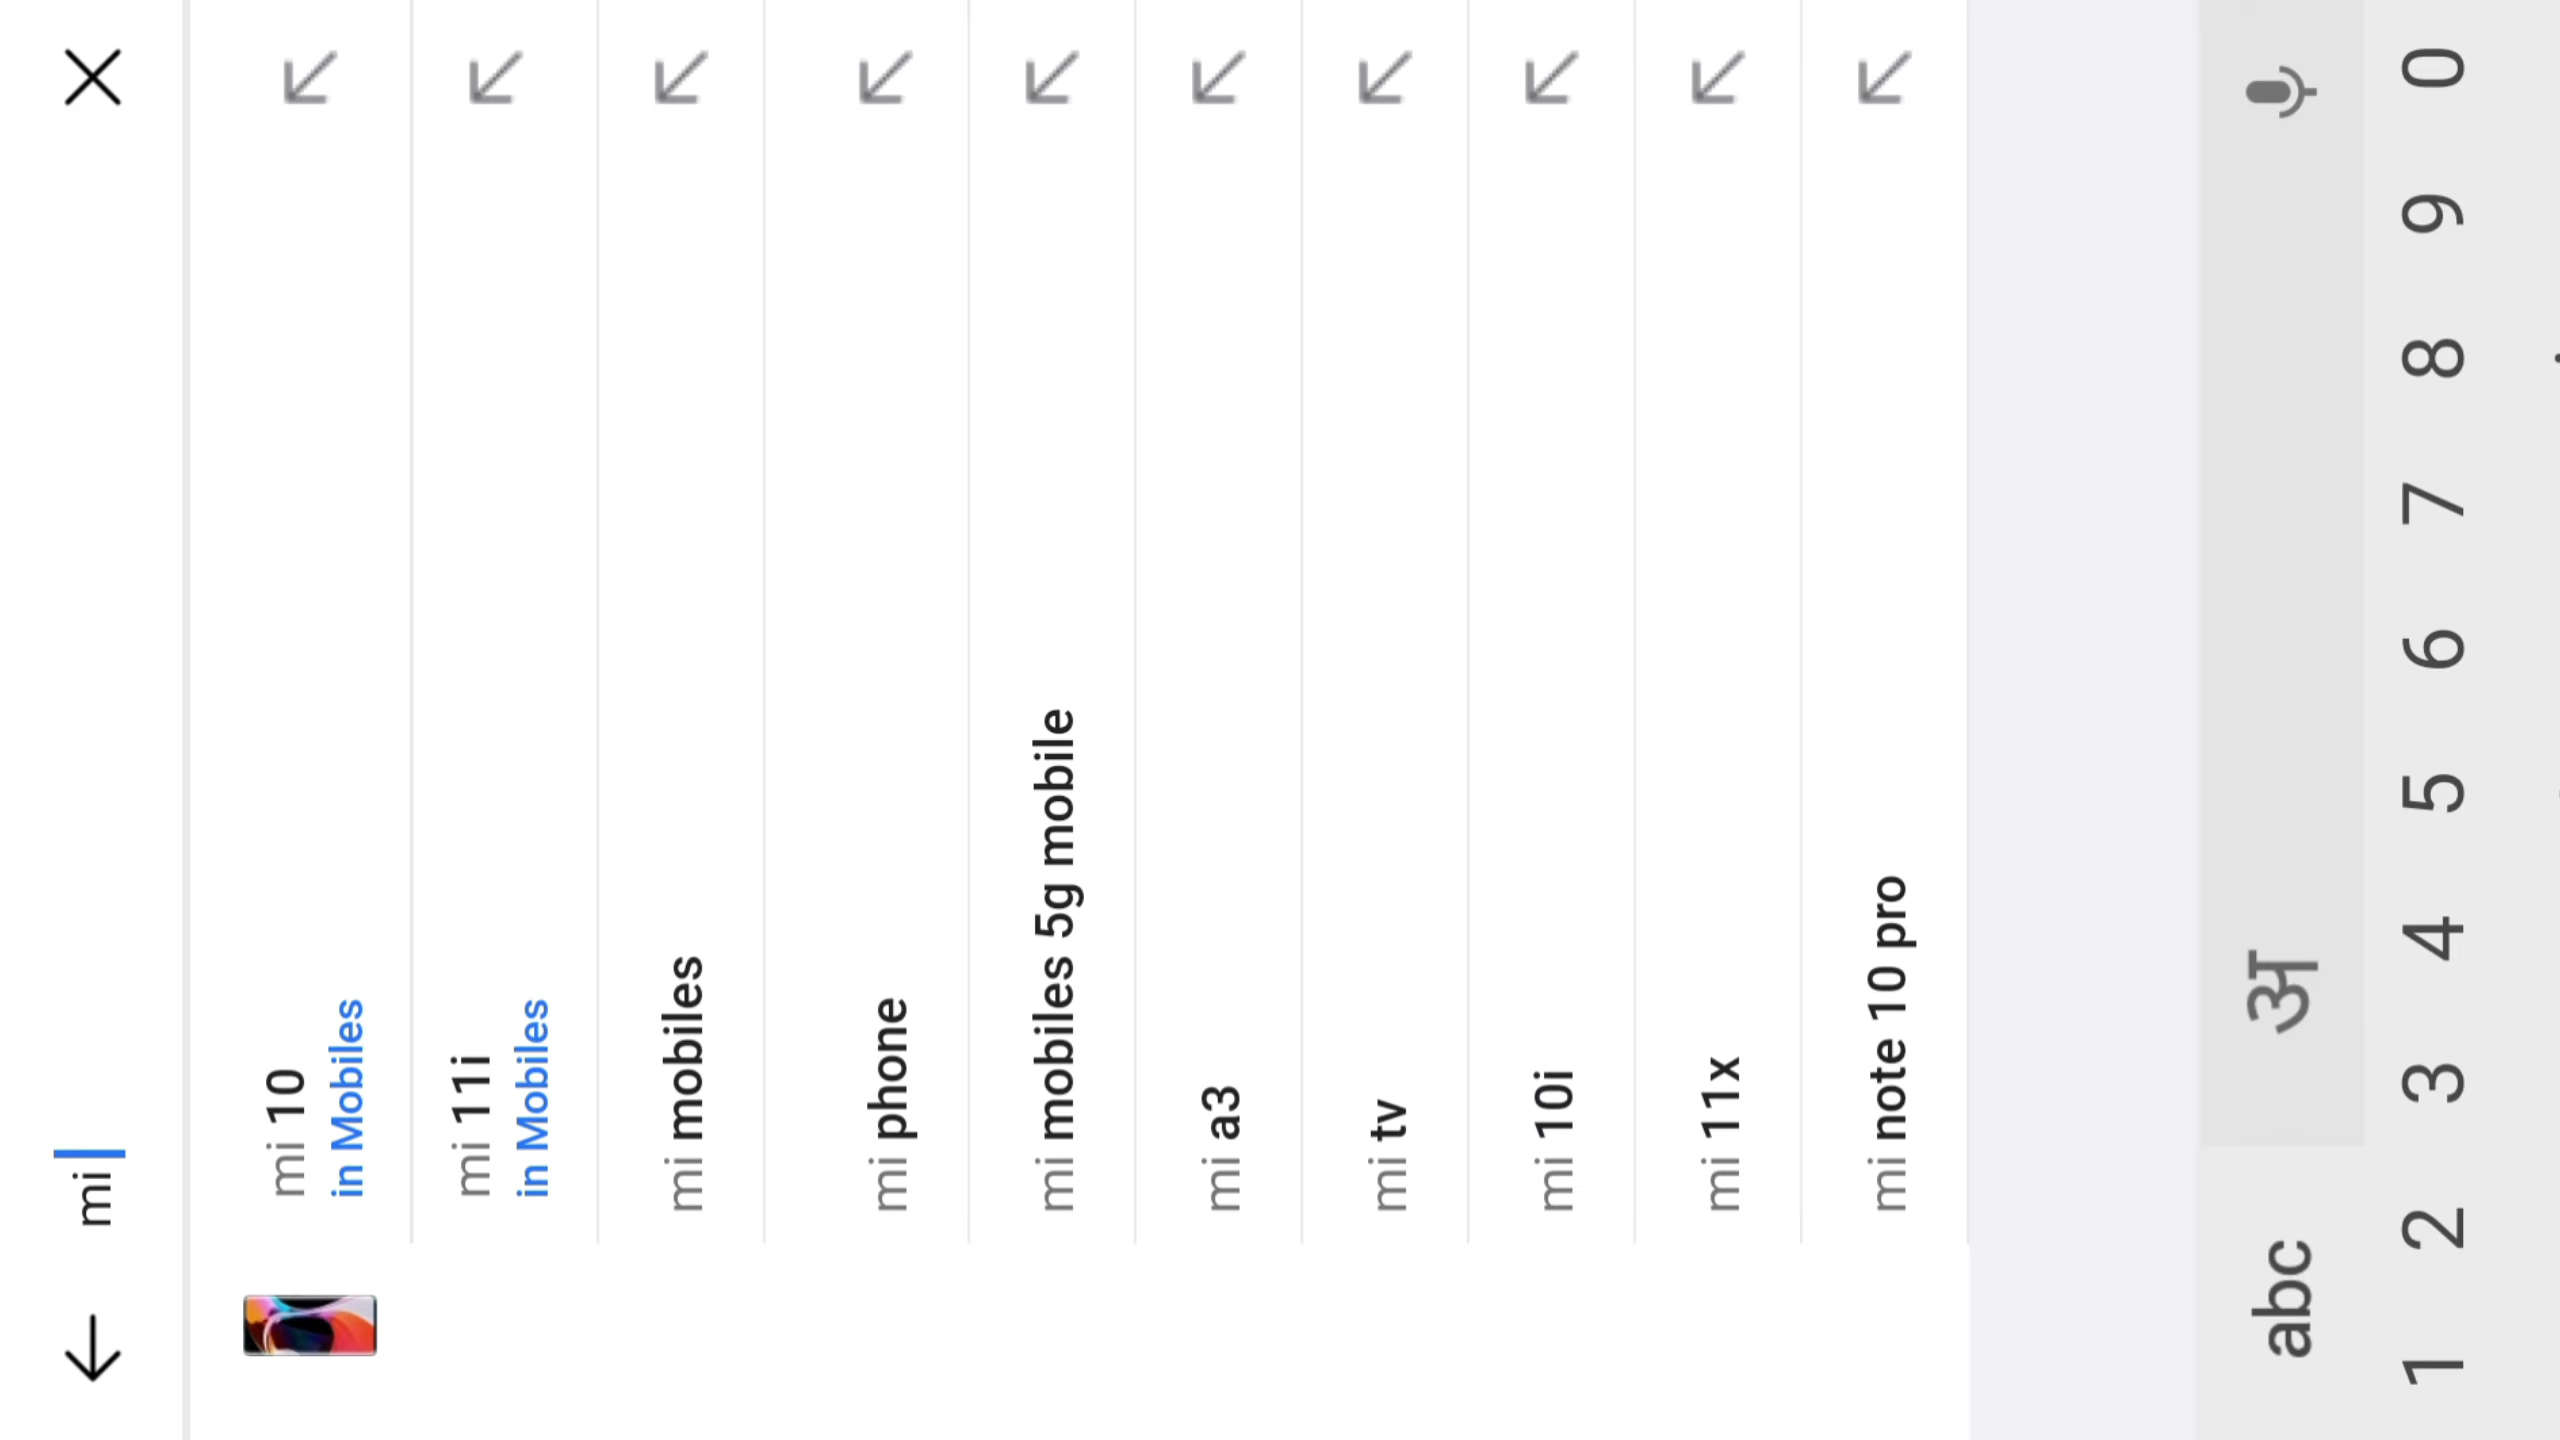 mi
mi 10
in Mobiles
mi 11i
in Mobiles
mi mobiles
mi phone
mi mobiles 5g mobile
mi a3
mi tv
mi 10i
mi 11x
mi note 10 pro
abc अ
1 2 3 4 5 6 7 8 9 0